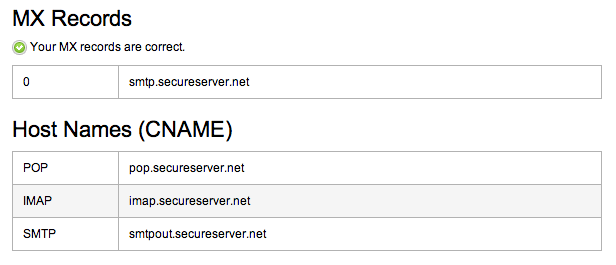 MX Records
Your MX records are correct.
0 smtp.secureserver.net
Host Names (CNAME)
POP pop.secureserver.net
IMAP imap.secureserver.net
SMTP smtpout.secureserver.net